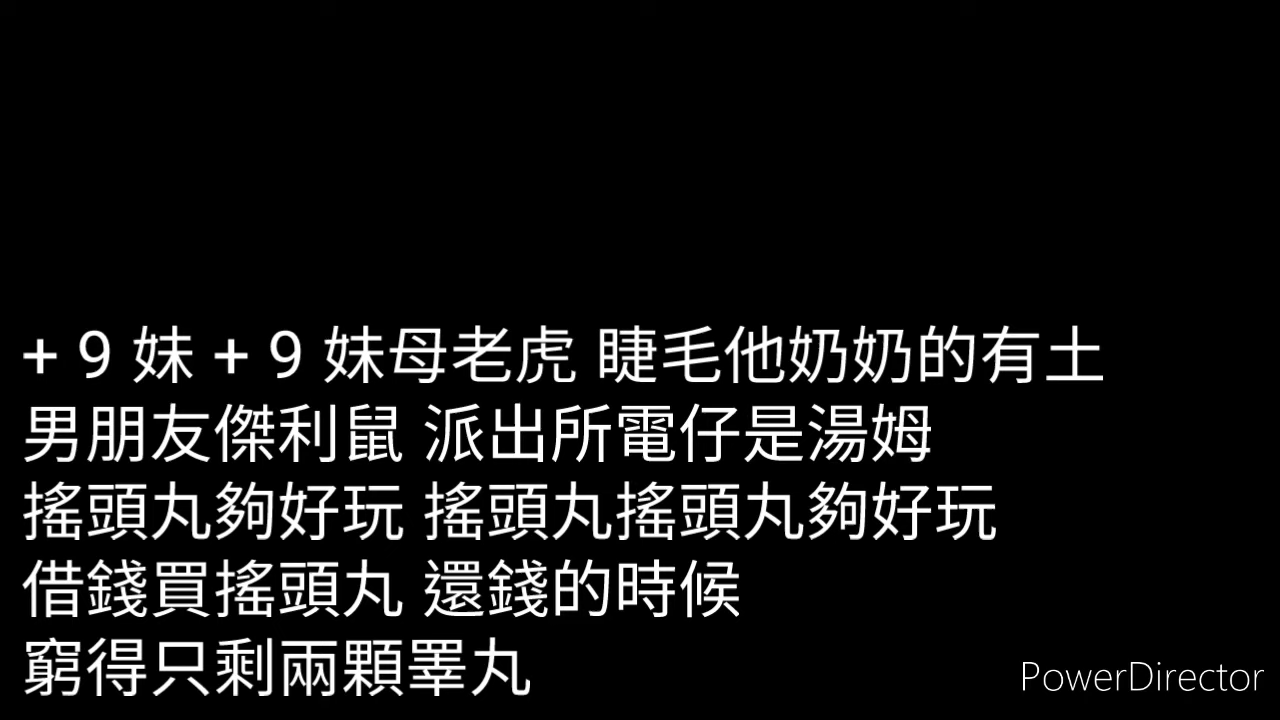 + 9 妹 + 9 妹母老虎 睫毛他奶奶的有土
男朋友傑利鼠 派出所電仔是湯姆
搖頭丸夠好玩 搖頭丸搖頭丸夠好玩
借錢買搖頭丸 還錢的時候
窮得只剩兩顆睪丸
PowerDirector